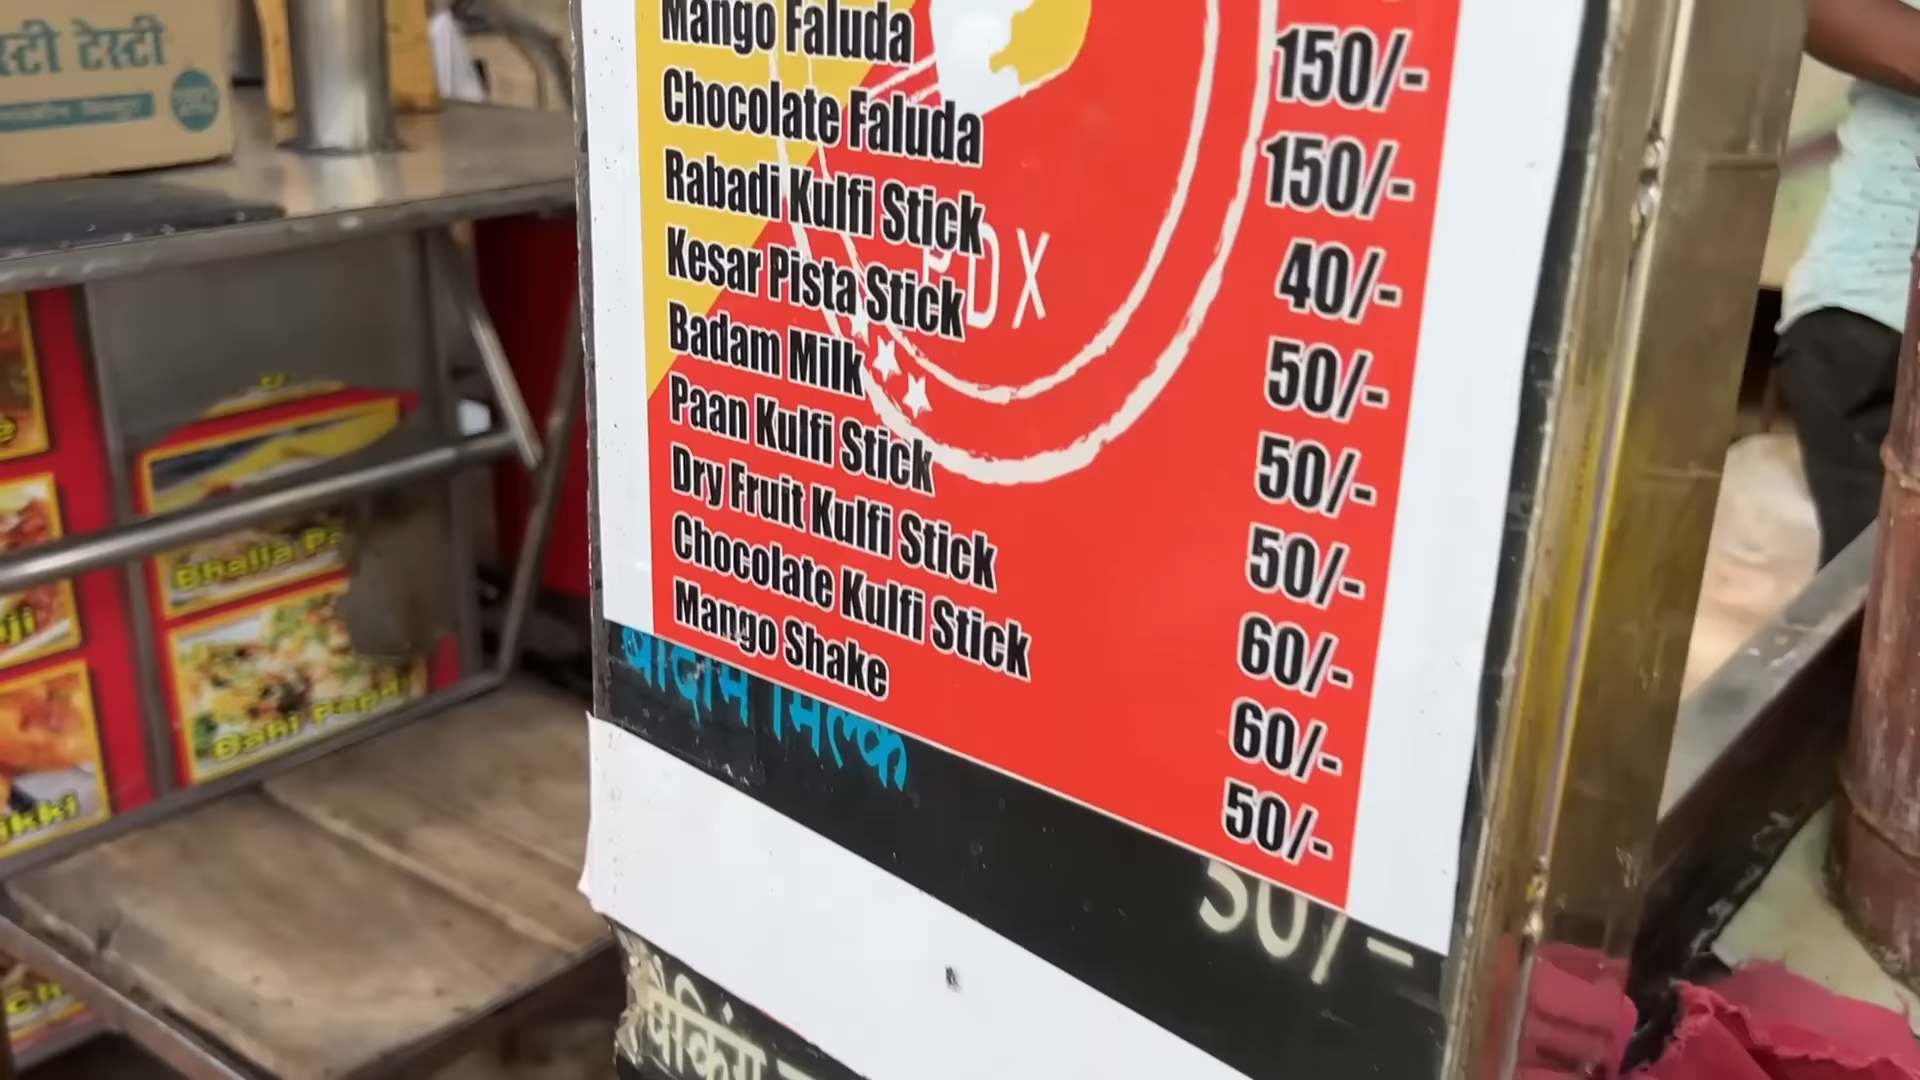 टेस्टी
Mango Faluda 150/-
Chocolate Faluda 150/-
Rabadi Kulfi Stick 40/-
Kesar Pista Stick 50/-
Badam Milk 50/-
Paan Kulfi Stick 50/-
Dry Fruit Kulfi Stick 60/-
Chocolate Kulfi Stick 60/-
Mango Shake 50/-
PDX
बादाम मिल्क 50/-
Bhalla
Dahi Papdi